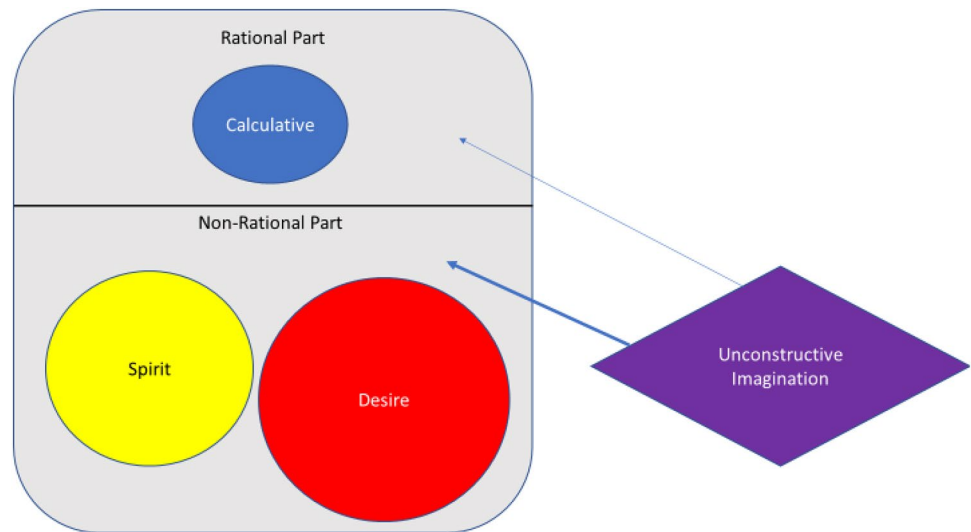 Rational Part
Calculative
Non-Rational Part
Spirit
Desire
Unconstructive
Imagination